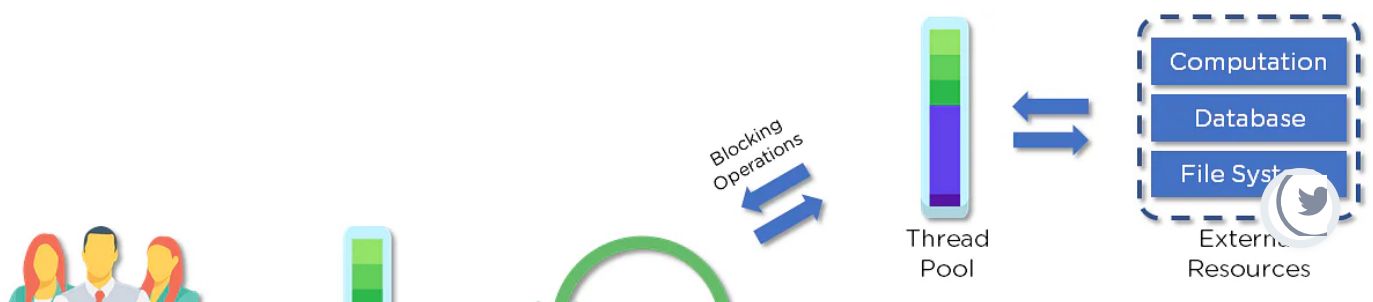 Blocking
Operations
Thread
Pool
Computation
Database
File
Resources